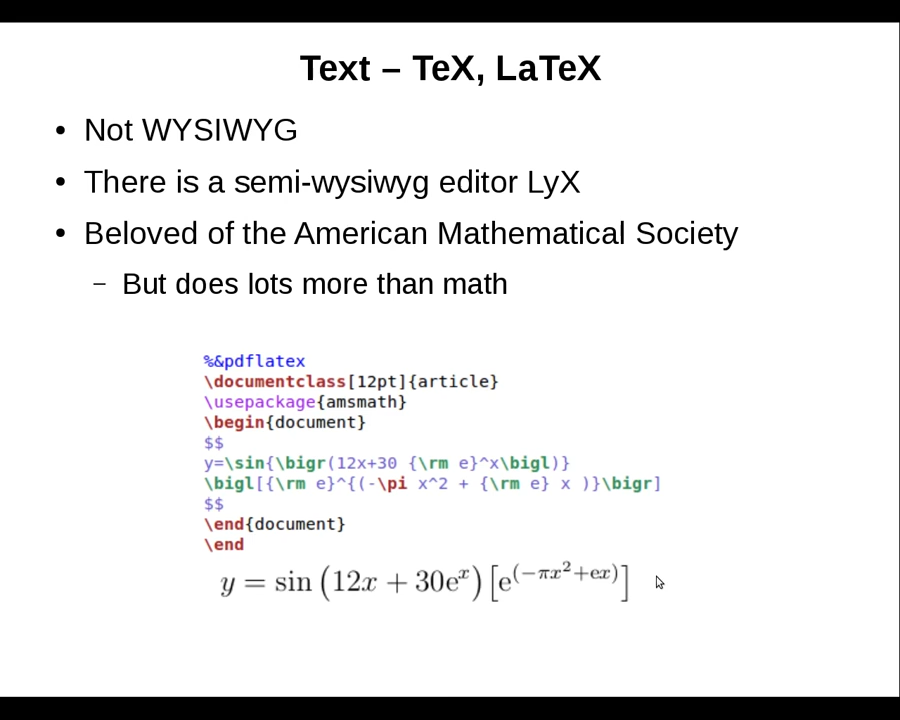 Text – TeX, LaTeX
• Not WYSIWYG
• There is a semi-wysiwyg editor LyX
• Beloved of the American Mathematical Society
– But does lots more than math
%&pdflatex
\documentclass[12pt]{article}
\usepackage{amsmath}
\begin{document}
$$
y=\sin{\bigr(12x+30 {\rm e}^x\bigl)}
\bigl[{\rm e}^{(-\pi x^2 + {\rm e} x )}\bigr]
$$
\end{document}
\end
y = sin (12x + 30eˣ) [e^(−πx²+ex)]